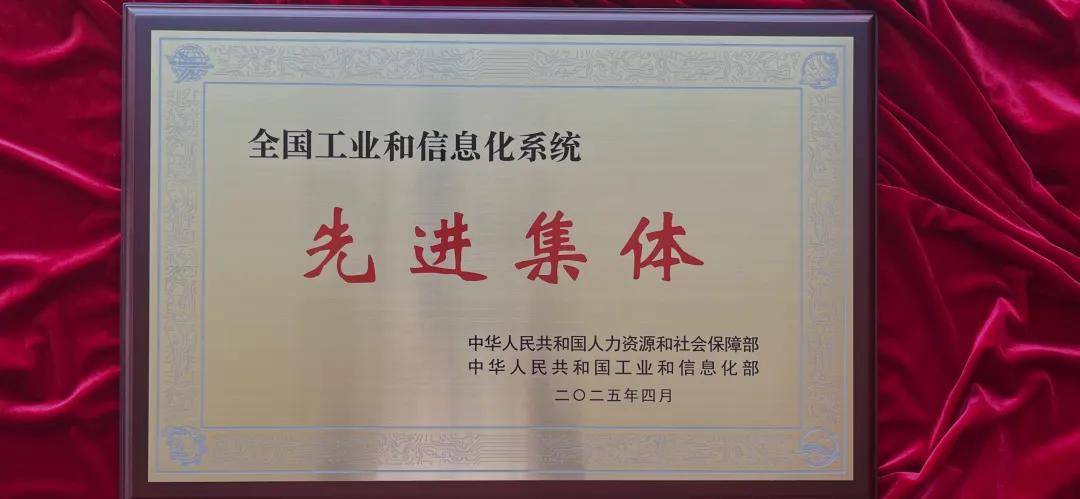 全国工业和信息化系统
先进集体
中华人民共和国人力资源和社会保障部
中华人民共和国工业和信息化部
二〇二五年四月